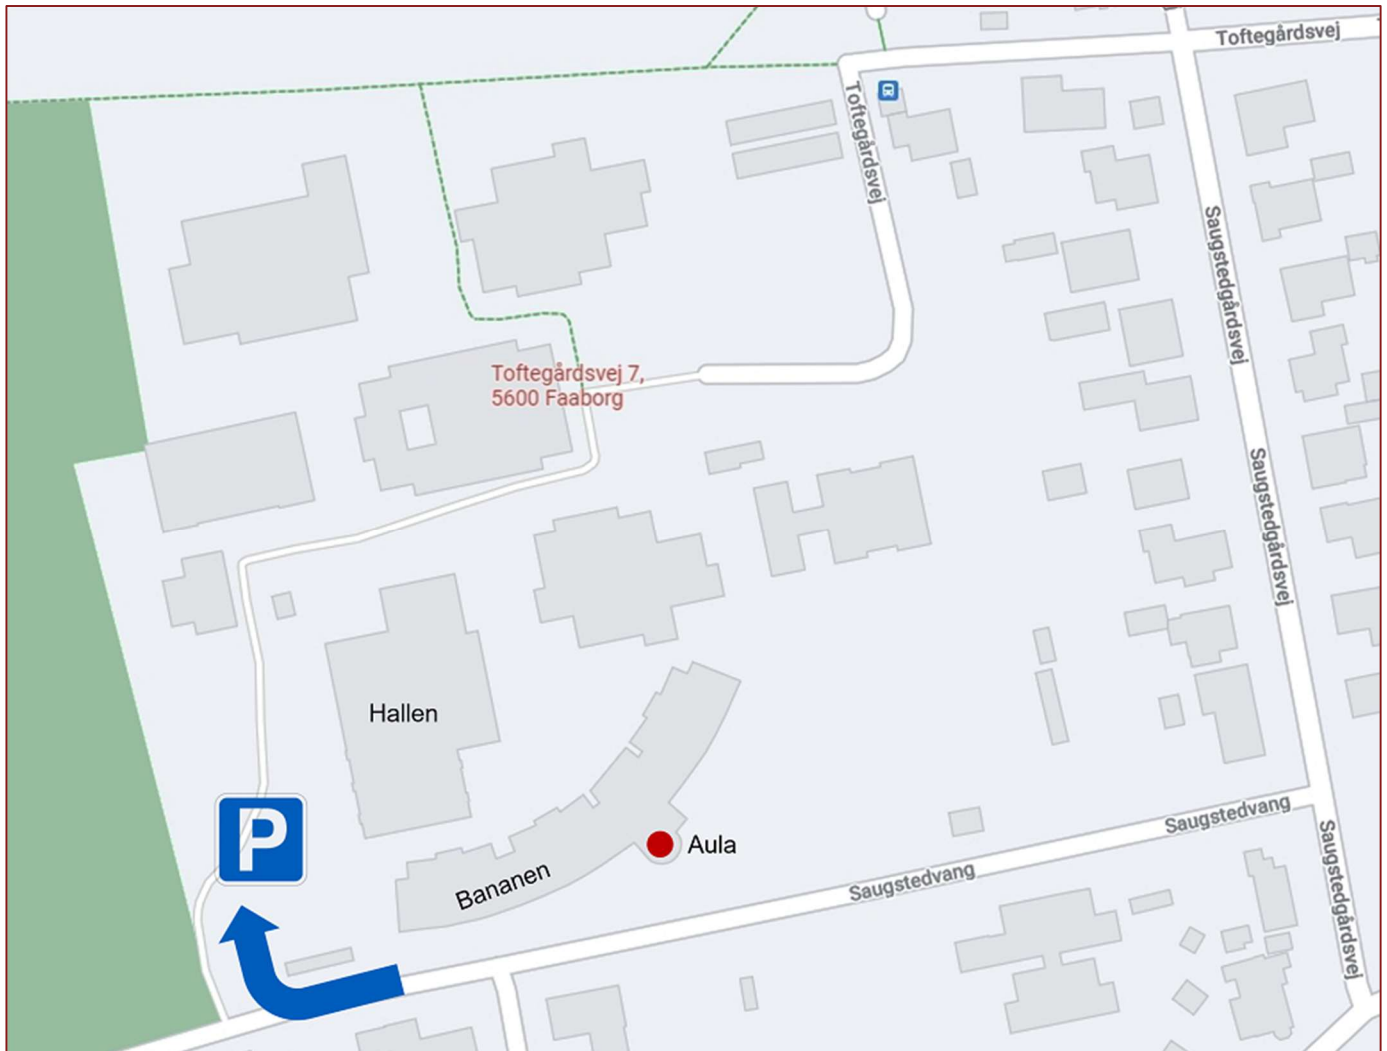 Toftegårdsvej
Toftegårdsvej
Saugstedgårdsvej
Toftegårdsvej 7,
5600 Faaborg
Saugstedgårdsvej
Hallen
Saugstedvang
P
Aula
Saugstedvang
Bananen
Saugstedgårdsvej